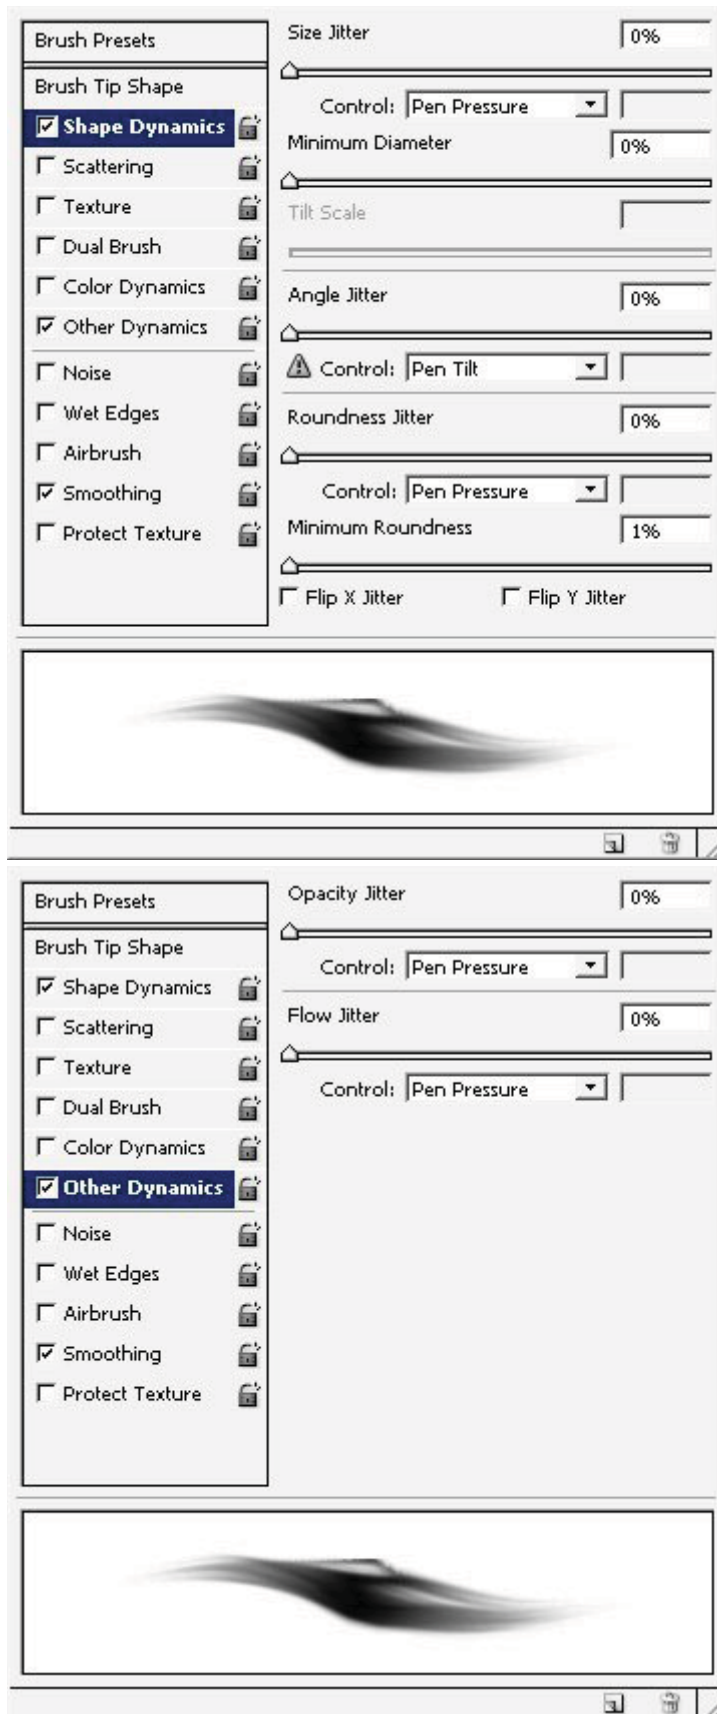 Brush Presets
Brush Tip Shape
Shape Dynamics
Scattering
Texture
Dual Brush
Color Dynamics
Other Dynamics
Noise
Wet Edges
Airbrush
Smoothing
Protect Texture
Size Jitter 0%
Control: Pen Pressure
Minimum Diameter 0%
Tilt Scale
Angle Jitter 0%
Control: Pen Tilt
Roundness Jitter 0%
Control: Pen Pressure
Minimum Roundness 1%
Flip X Jitter Flip Y Jitter
Brush Presets
Brush Tip Shape
Shape Dynamics
Scattering
Texture
Dual Brush
Color Dynamics
Other Dynamics
Noise
Wet Edges
Airbrush
Smoothing
Protect Texture
Opacity Jitter 0%
Control: Pen Pressure
Flow Jitter 0%
Control: Pen Pressure